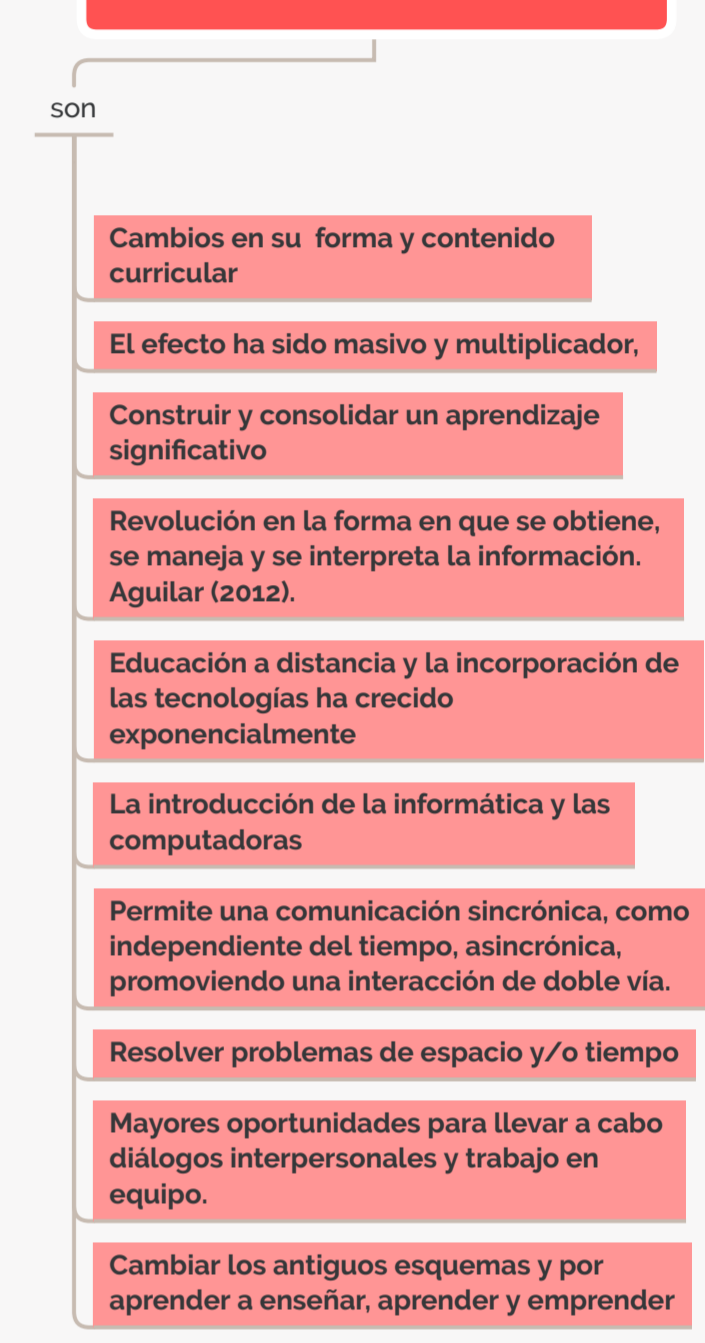 son
Cambios en su  forma y contenido
curricular
El efecto ha sido masivo y multiplicador,
Construir y consolidar un aprendizaje
significativo
Revolución en la forma en que se obtiene,
se maneja y se interpreta la información.
Aguilar (2012).
Educación a distancia y la incorporación de
las tecnologías ha crecido
exponencialmente
La introducción de la informática y las
computadoras
Permite una comunicación sincrónica, como
independiente del tiempo, asincrónica,
promoviendo una interacción de doble vía.
Resolver problemas de espacio y/o tiempo
Mayores oportunidades para llevar a cabo
diálogos interpersonales y trabajo en
equipo.
Cambiar los antiguos esquemas y por
aprender a enseñar, aprender y emprender